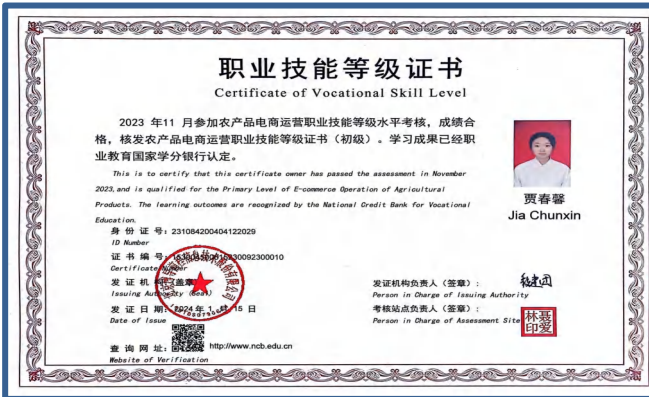 职业技能等级证书
Certificate of Vocational Skill Level
2023 年11 月参加农产品电商运营职业技能等级水平考核，成绩合
格，核发农产品电商运营职业技能等级证书（初级）。学习成果已经职
业教育国家学分银行认定。
This is to certify that this certificate owner has passed the assessment in November
2023,and is qualified for the Primary Level of E-commerce Operation of Agricultural
Products. The learning outcomes are recognized by the National Credit Bank for Vocational
Education.
贾春馨
Jia Chunxin
身 份 证 号：231084200404122029
ID Number
证 书 编 号：
Certificate Number
发 证 机 构（盖章）
Issuing Authority (Seal)
发 证 日 期：2024 年 1 月 15 日
Date of Issue
查 询 网 址： http://www.ncb.edu.cn
Website of Verification
发证机构负责人（签章）：
Person in Charge of Issuing Authority
考核站点负责人（签章）：
Person in Charge of Assessment Site
林聂
印爱